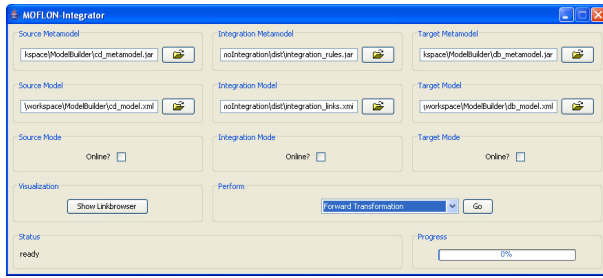 MOFLON-Integrator
Source Metamodel Integration Metamodel Target Metamodel
kspace\ModelBuilder\cd_metamodel.jar noIntegration\dist\integration_rules.jar kspace\ModelBuilder\db_metamodel.jar
Source Model Integration Model Target Model
\workspace\ModelBuilder\cd_model.xml noIntegration\dist\integration_links.xmi workspace\ModelBuilder\db_model.xml
Source Mode Integration Mode Target Mode
Online? Online? Online?
Visualization Perform
Show Linkbrowser Forward Transformation Go
Status Progress
ready 0%